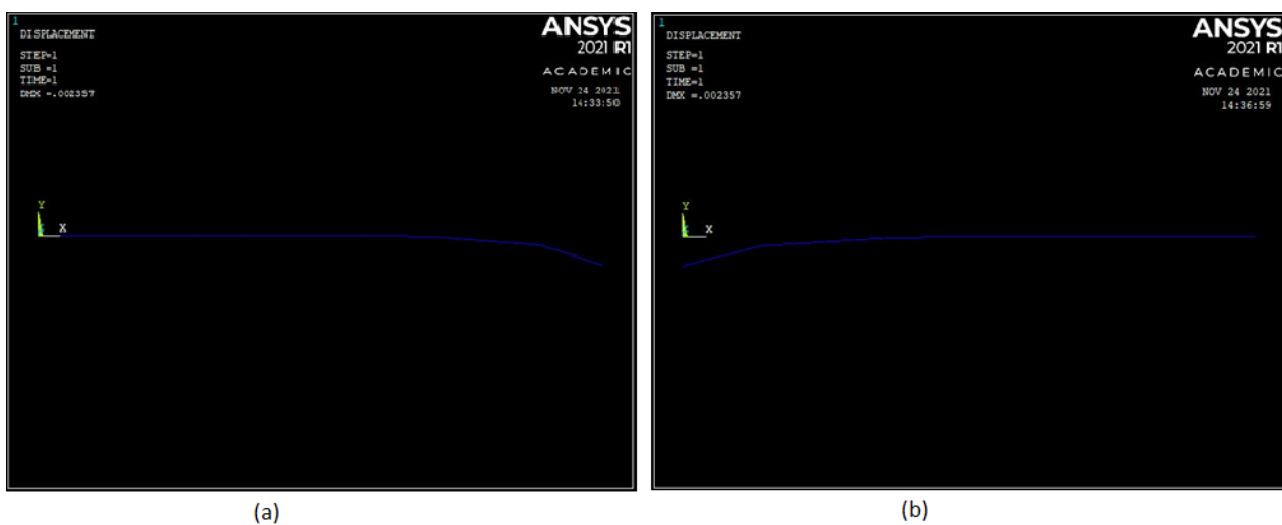 1
DISPLACEMENT
STEP=1
SUB =1
TIME=1
DMX =.002357
ANSYS
2021 R1
ACADEMIC
NOV 24 2021
14:33:50
Y
X
(a)
1
DISPLACEMENT
STEP=1
SUB =1
TIME=1
DMX =.002357
ANSYS
2021 R1
ACADEMIC
NOV 24 2021
14:36:59
Y
X
(b)